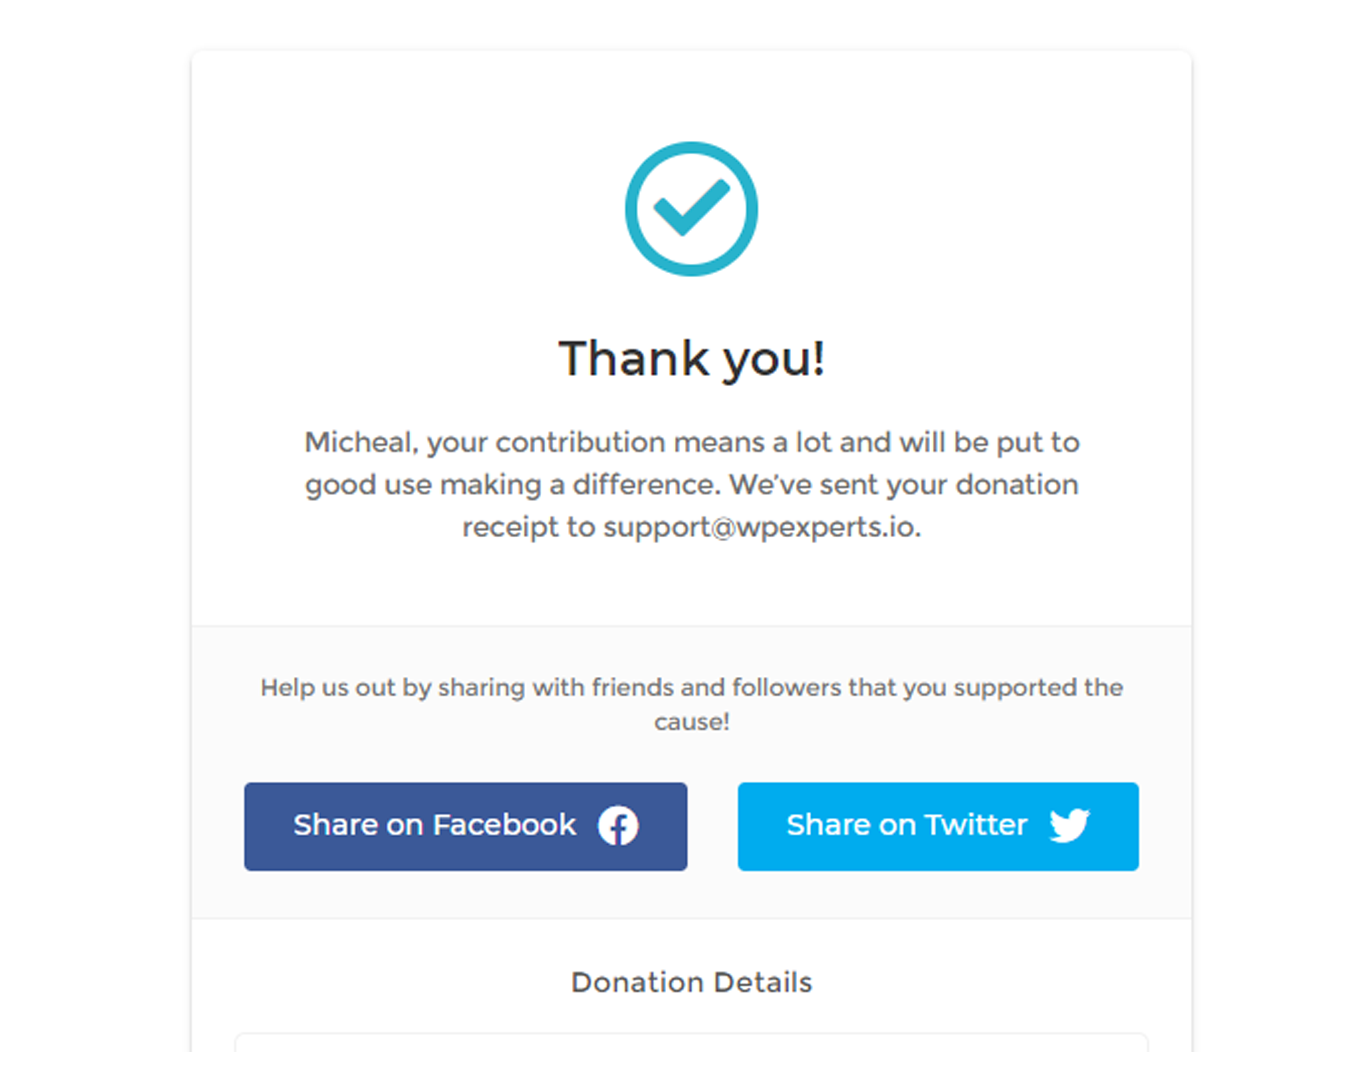 Thank you!
Micheal, your contribution means a lot and will be put to
good use making a difference. We’ve sent your donation
receipt to support@wpexperts.io.
Help us out by sharing with friends and followers that you supported the
cause!
Share on Facebook
Share on Twitter
Donation Details